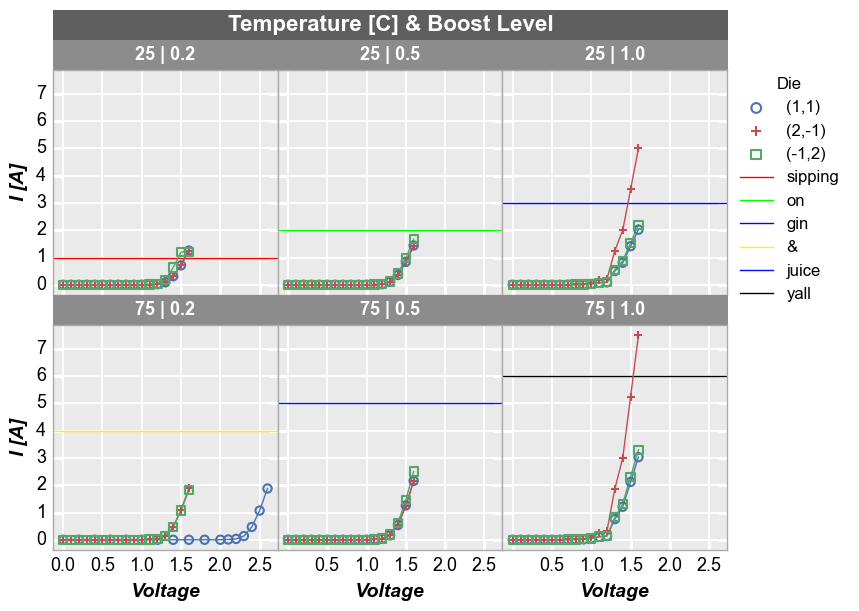 Temperature [C] & Boost Level
25 | 0.2
25 | 0.5
25 | 1.0
7
6
5
4
3
2
1
0
I [A]
75 | 0.2
75 | 0.5
75 | 1.0
7
6
5
4
3
2
1
0
I [A]
0.0 0.5 1.0 1.5 2.0 2.5
0.0 0.5 1.0 1.5 2.0 2.5
0.0 0.5 1.0 1.5 2.0 2.5
Voltage
Voltage
Voltage
Die
(1,1)
(2,-1)
(-1,2)
sipping
on
gin
&
juice
yall